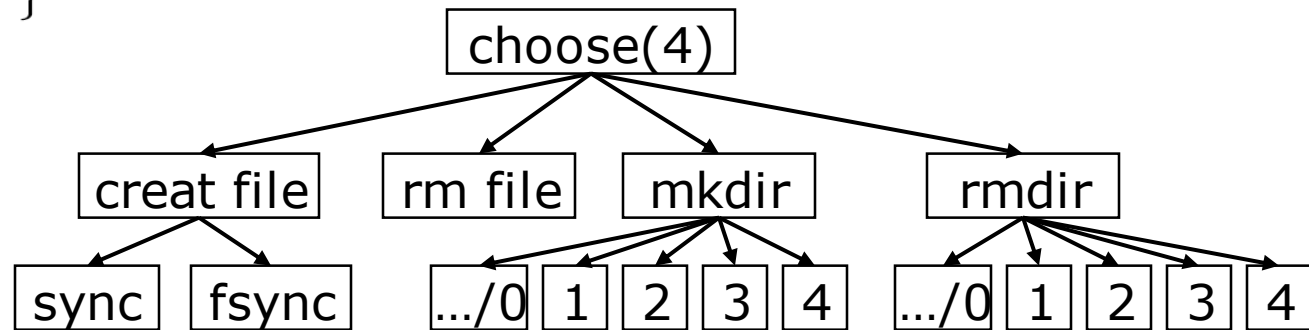 }
choose(4)
creat file rm file mkdir rmdir
sync fsync .../0 1 2 3 4 .../0 1 2 3 4